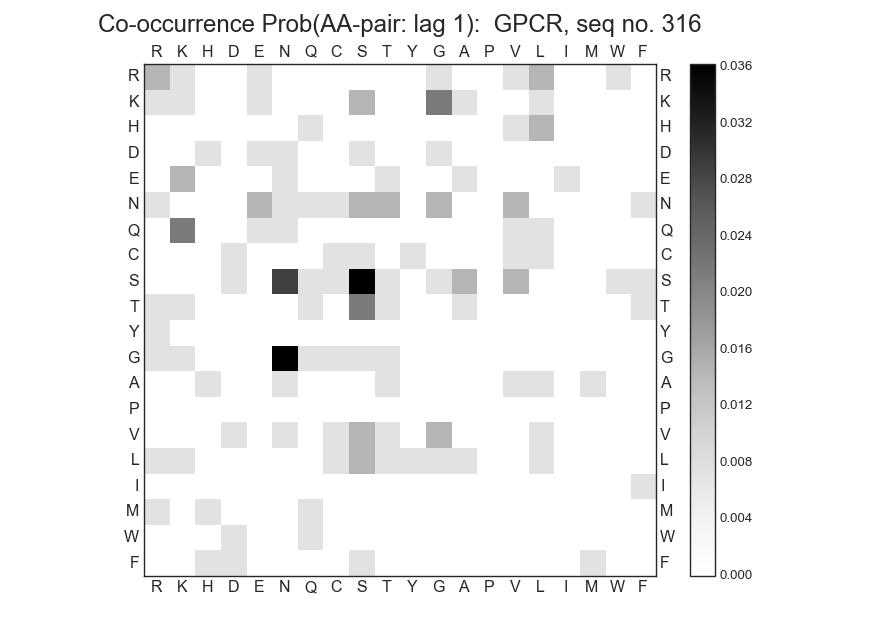 Co-occurrence Prob(AA-pair: lag 1):  GPCR, seq no. 316
R K H D E N Q C S T Y G A P V L I M W F
R R 0.036
K K
H H 0.032
D D
E E 0.028
N N
Q Q 0.024
C C
S S 0.020
T T
Y Y 0.016
G G
A A 0.012
P P
V V 0.008
L L
I I
M M 0.004
W W
F F 0.000
R K H D E N Q C S T Y G A P V L I M W F